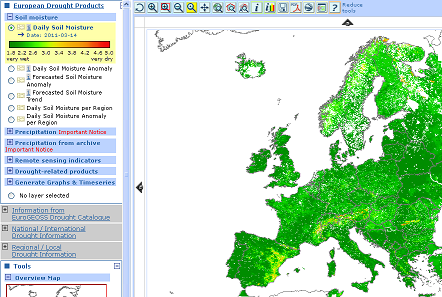 European Drought Products
Soil moisture
Daily Soil Moisture
Date: 2011-03-14
1.8 2.2 2.6 3.0 3.4 3.8 4.2 4.6 5.0
very wet very dry
Daily Soil Moisture Anomaly
Forecasted Soil Moisture
Anomaly
Forecasted Soil Moisture
Trend
Daily Soil Moisture per Region
Daily Soil Moisture Anomaly
per Region
Precipitation Important Notice
Precipitation from archive
Important Notice
Remote sensing indicators
Drought-related products
Generate Graphs & Timeseries
No layer selected
Information from
EuroGEOSS Drought Catalogue
National / International
Drought Information
Regional / Local
Drought Information
Tools
Overview Map
Reduce
tools